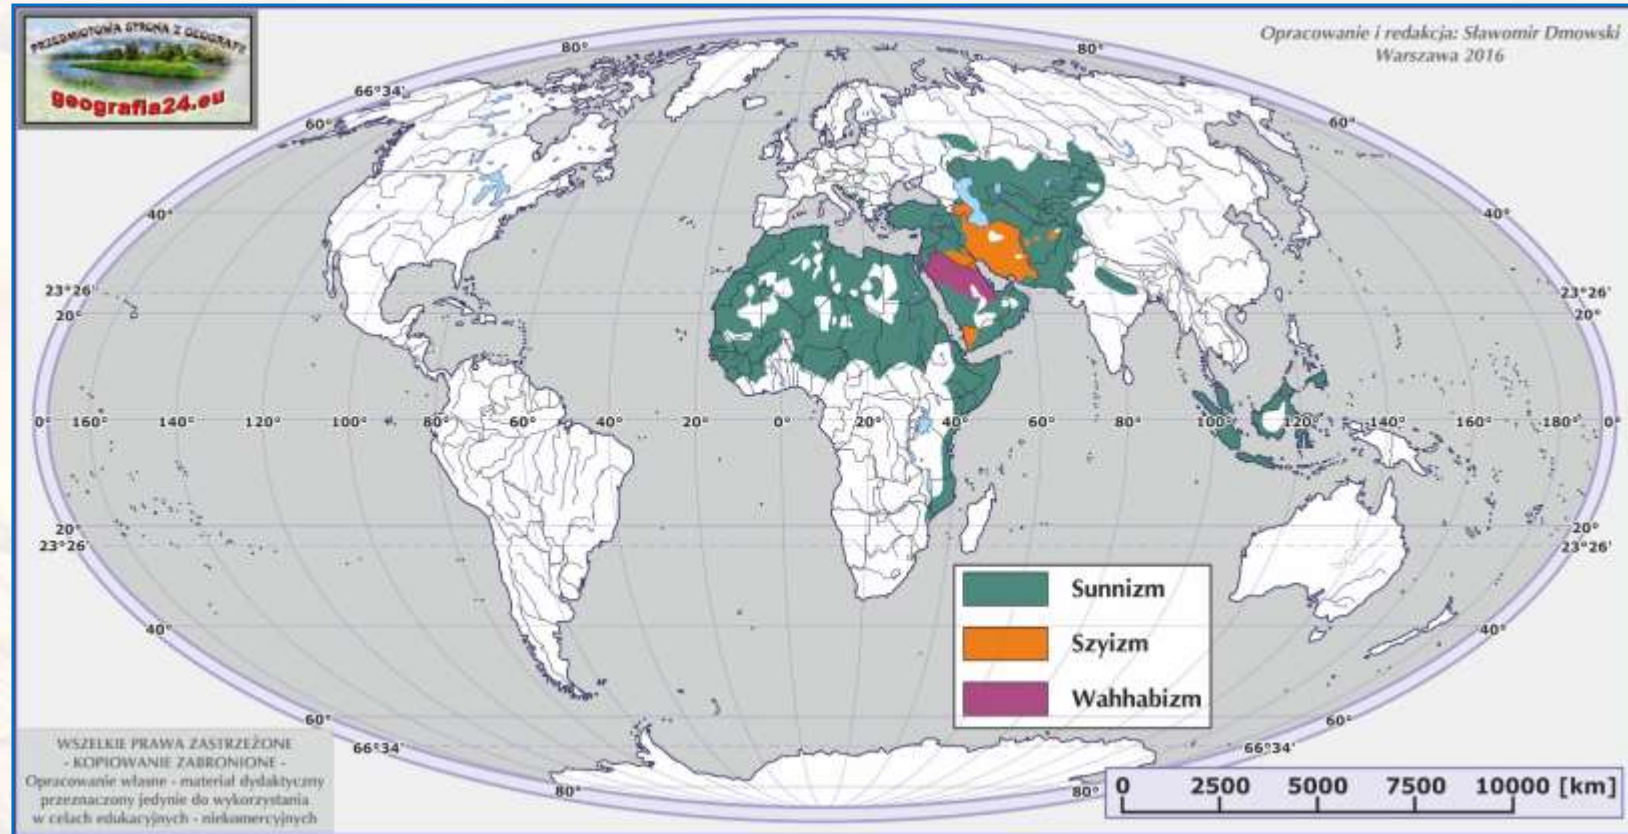 PRZEDMIOTOWA STRONA Z GEOGRAFII
geografia24.eu
Opracowanie i redakcja: Sławomir Dmowski
Warszawa 2016
80° 80°
66°34'
60° 60°
40° 40°
23°26' 23°26'
20° 20°
0° 160° 140° 120° 100° 80° 60° 40° 20° 0° 20° 40° 60° 80° 100° 120° 140° 160° 180° 0°
20° 20°
23°26' 23°26'
40° 40°
60° 60°
66°34' 66°34'
80° 80°
Sunnizm
Szyizm
Wahhabizm
WSZELKIE PRAWA ZASTRZEŻONE
- KOPIOWANIE ZABRONIONE -
Opracowanie własne - materiał dydaktyczny
przeznaczony jedynie do wykorzystania
w celach edukacyjnych - niekomercyjnych
0 2500 5000 7500 10000 [km]